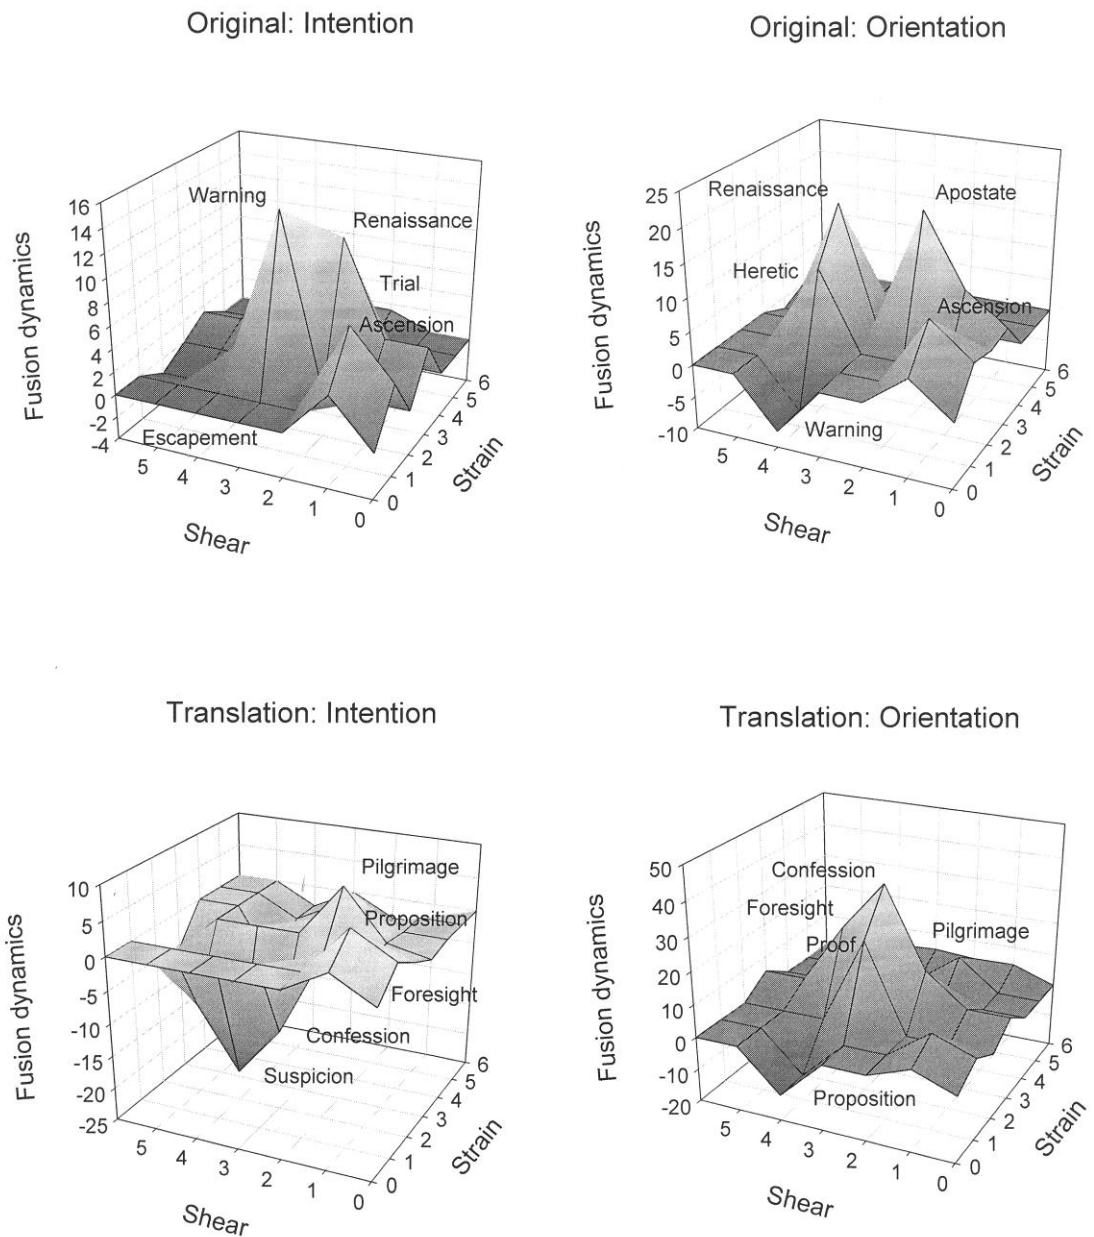 Original: Intention
Original: Orientation
Warning
Renaissance
Trial
Ascension
Escapement
Fusion dynamics
16
14
12
10
8
6
4
2
0
-2
-4
5
4
3
2
1
0
Shear
0
1
2
3
4
5
6
Strain
Renaissance
Apostate
Heretic
Ascension
Warning
Fusion dynamics
25
20
15
10
5
0
-5
-10
5
4
3
2
1
0
Shear
0
1
2
3
4
5
6
Strain
Translation: Intention
Translation: Orientation
Pilgrimage
Proposition
Foresight
Confession
Suspicion
Fusion dynamics
10
5
0
-5
-10
-15
-20
-25
5
4
3
2
1
0
Shear
0
1
2
3
4
5
6
Strain
Confession
Foresight
Proof
Pilgrimage
Proposition
Fusion dynamics
50
40
30
20
10
0
-10
-20
5
4
3
2
1
0
Shear
0
1
2
3
4
5
6
Strain